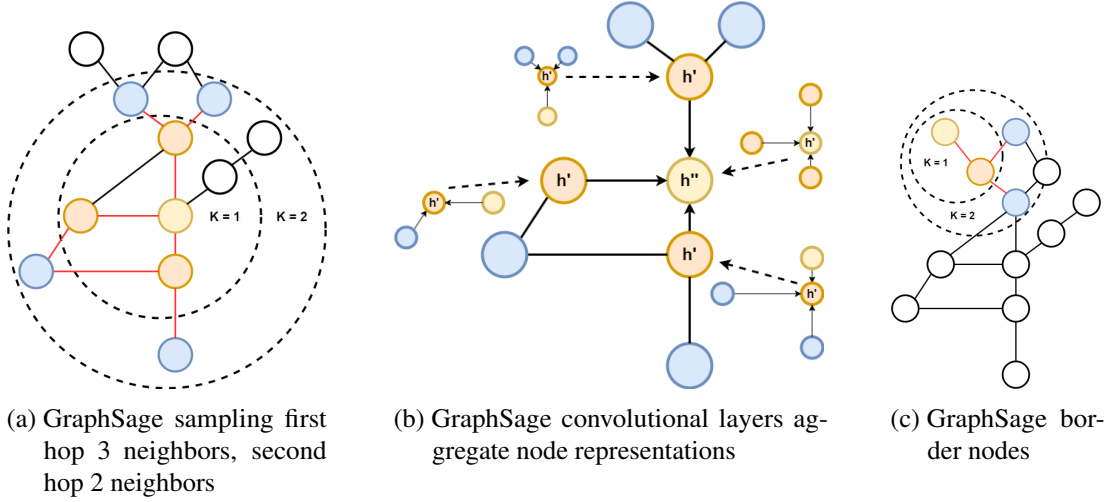 K = 1
K = 2
(a) GraphSage sampling first
hop 3 neighbors, second
hop 2 neighbors
h'
h'
h'
h'
h''
h'
h'
h'
h'
(b) GraphSage convolutional layers ag-
gregate node representations
K = 1
K = 2
(c) GraphSage bor-
der nodes